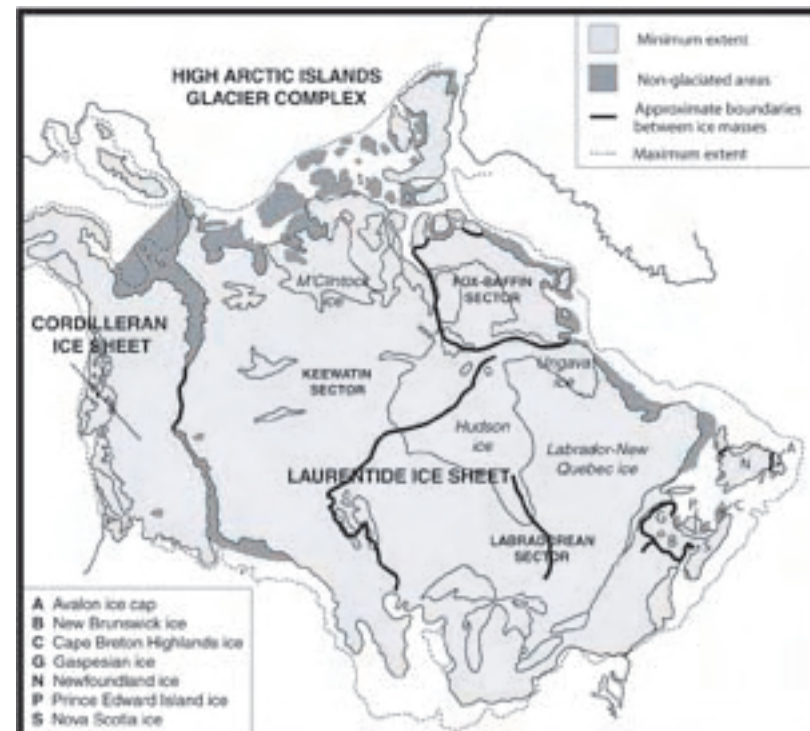 HIGH ARCTIC ISLANDS
GLACIER COMPLEX
Minimum extent
Non-glaciated areas
Approximate boundaries
between ice masses
Maximum extent
M'Clintock
ice
FOX-BAFFIN
SECTOR
CORDILLERAN
ICE SHEET
KEEWATIN
SECTOR
Ungava
ice
Hudson
ice
Labrador-New
Quebec ice
LAURENTIDE ICE SHEET
LABRADOREAN
SECTOR
A
N
P
C
G
B
S
A Avalon ice cap
B New Brunswick ice
C Cape Breton Highlands ice
G Gaspesian ice
N Newfoundland ice
P Prince Edward Island ice
S Nova Scotia ice